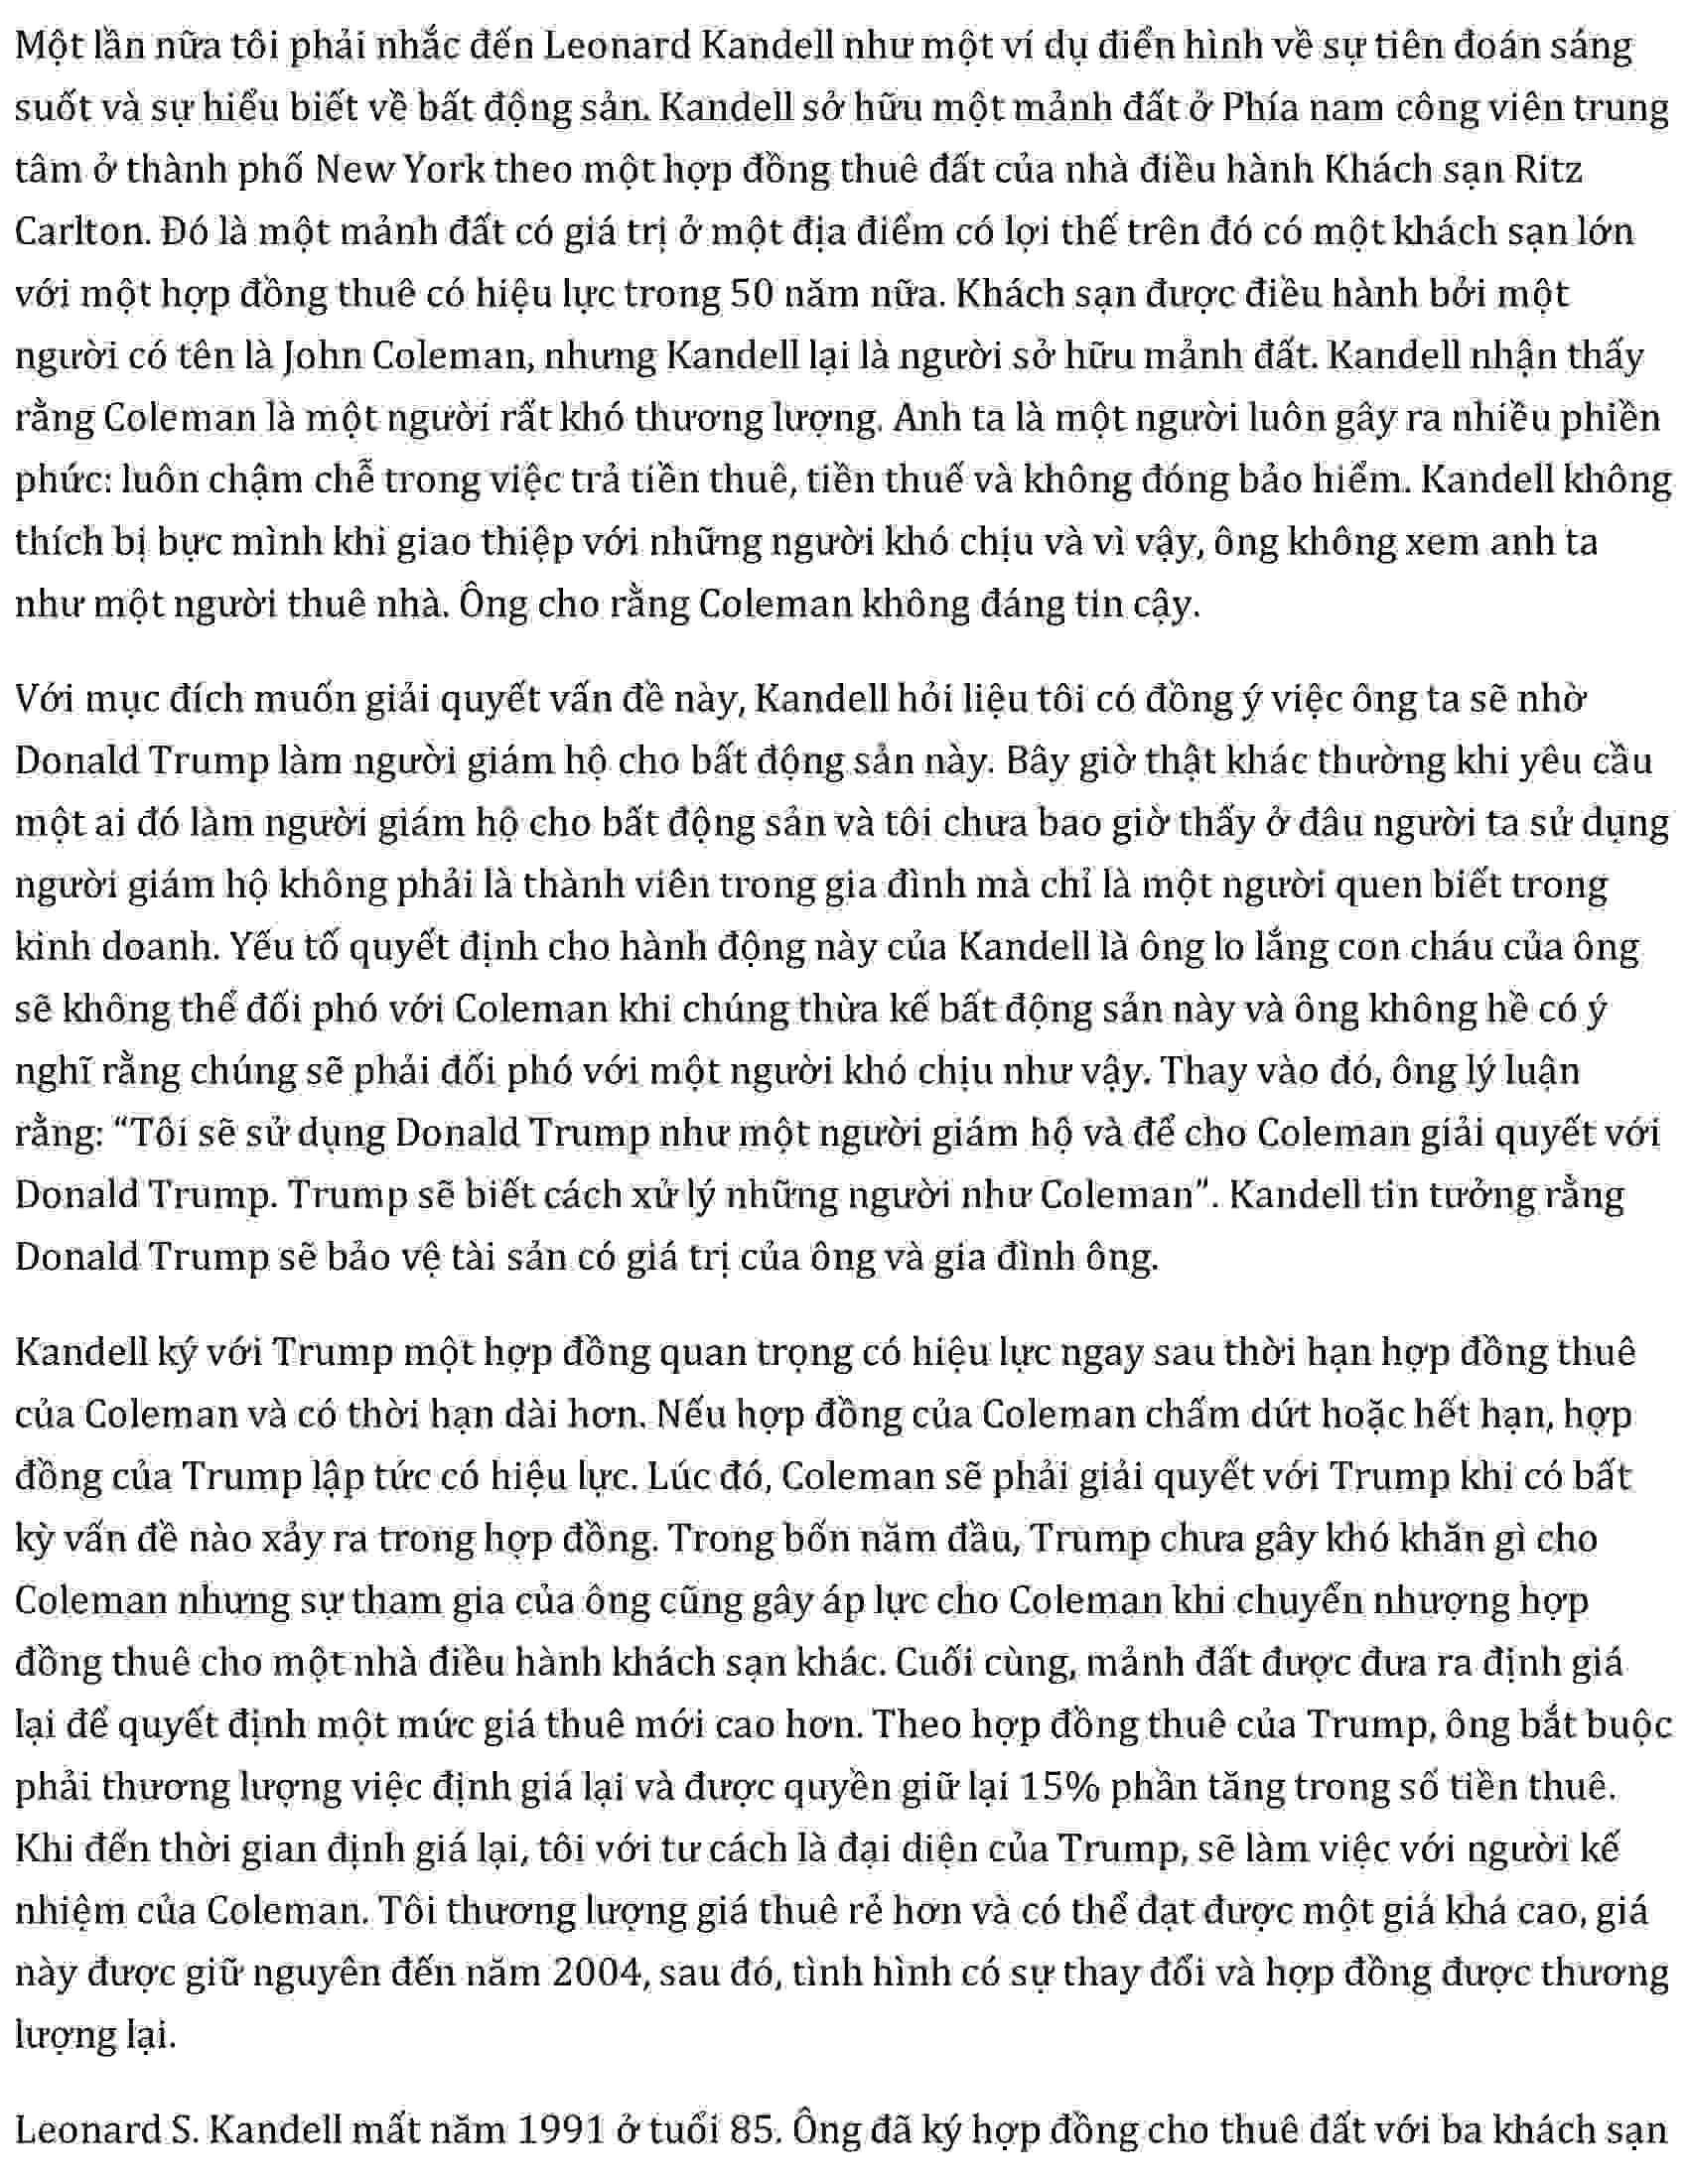 Một lần nữa tôi phải nhắc đến Leonard Kandell như một ví dụ điển hình về sự tiên đoán sáng
suốt và sự hiểu biết về bất động sản. Kandell sở hữu một mảnh đất ở Phía nam công viên trung
tâm ở thành phố New York theo một hợp đồng thuê đất của nhà điều hành Khách sạn Ritz
Carlton. Đó là một mảnh đất có giá trị ở một địa điểm có lợi thế trên đó có một khách sạn lớn
với một hợp đồng thuê có hiệu lực trong 50 năm nữa. Khách sạn được điều hành bởi một
người có tên là John Coleman, nhưng Kandell lại là người sở hữu mảnh đất. Kandell nhận thấy
rằng Coleman là một người rất khó thương lượng. Anh ta là một người luôn gây ra nhiều phiền
phức: luôn chậm chễ trong việc trả tiền thuê, tiền thuế và không đóng bảo hiểm. Kandell không
thích bị bực mình khi giao thiệp với những người khó chịu và vì vậy, ông không xem anh ta
như một người thuê nhà. Ông cho rằng Coleman không đáng tin cậy.
Với mục đích muốn giải quyết vấn đề này, Kandell hỏi liệu tôi có đồng ý việc ông ta sẽ nhờ
Donald Trump làm người giám hộ cho bất động sản này. Bây giờ thật khác thường khi yêu cầu
một ai đó làm người giám hộ cho bất động sản và tôi chưa bao giờ thấy ở đâu người ta sử dụng
người giám hộ không phải là thành viên trong gia đình mà chỉ là một người quen biết trong
kinh doanh. Yếu tố quyết định cho hành động này của Kandell là ông lo lắng con cháu của ông
sẽ không thể đối phó với Coleman khi chúng thừa kế bất động sản này và ông không hề có ý
nghĩ rằng chúng sẽ phải đối phó với một người khó chịu như vậy. Thay vào đó, ông lý luận
rằng: “Tôi sẽ sử dụng Donald Trump như một người giám hộ và để cho Coleman giải quyết với
Donald Trump. Trump sẽ biết cách xử lý những người như Coleman”. Kandell tin tưởng rằng
Donald Trump sẽ bảo vệ tài sản có giá trị của ông và gia đình ông.
Kandell ký với Trump một hợp đồng quan trọng có hiệu lực ngay sau thời hạn hợp đồng thuê
của Coleman và có thời hạn dài hơn. Nếu hợp đồng của Coleman chấm dứt hoặc hết hạn, hợp
đồng của Trump lập tức có hiệu lực. Lúc đó, Coleman sẽ phải giải quyết với Trump khi có bất
kỳ vấn đề nào xảy ra trong hợp đồng. Trong bốn năm đầu, Trump chưa gây khó khăn gì cho
Coleman nhưng sự tham gia của ông cũng gây áp lực cho Coleman khi chuyển nhượng hợp
đồng thuê cho một nhà điều hành khách sạn khác. Cuối cùng, mảnh đất được đưa ra định giá
lại để quyết định một mức giá thuê mới cao hơn. Theo hợp đồng thuê của Trump, ông bắt buộc
phải thương lượng việc định giá lại và được quyền giữ lại 15% phần tăng trong số tiền thuê.
Khi đến thời gian định giá lại, tôi với tư cách là đại diện của Trump, sẽ làm việc với người kế
nhiệm của Coleman. Tôi thương lượng giá thuê rẻ hơn và có thể đạt được một giá khá cao, giá
này được giữ nguyên đến năm 2004, sau đó, tình hình có sự thay đổi và hợp đồng được thương
lượng lại.
Leonard S. Kandell mất năm 1991 ở tuổi 85. Ông đã ký hợp đồng cho thuê đất với ba khách sạn